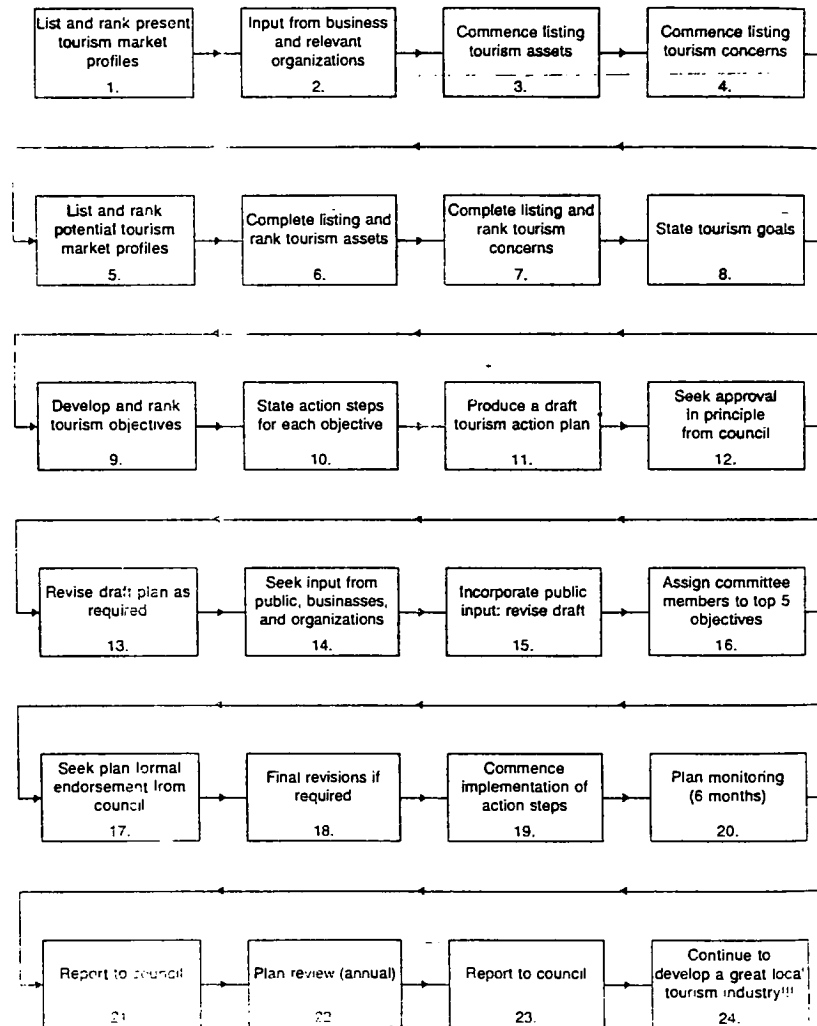 List and rank present
tourism market
profiles
1.
Input from business
and relevant
organizations
2.
Commence listing
tourism assets
3.
Commence listing
tourism concerns
4.
List and rank
potential tourism
market profiles
5.
Complete listing and
rank tourism assets
6.
Complete listing and
rank tourism
concerns
7.
State tourism goals
8.
Develop and rank
tourism objectives
9.
State action steps
for each objective
10.
Produce a draft
tourism action plan
11.
Seek approval
in principle
from council
12.
Revise draft plan as
required
13.
Seek input from
public, businasses,
and organizations
14.
Incorporate public
input: revise draft
15.
Assign committee
members to top 5
objectives
16.
Seek plan formal
endorsement from
council
17.
Final revisions if
required
18.
Commence
implementation of
action steps
19.
Plan monitoring
(6 months)
20.
Report to council
21
Plan review (annual)
22
Report to council
23.
Continue to
develop a great local
tourism industry!!!
24.